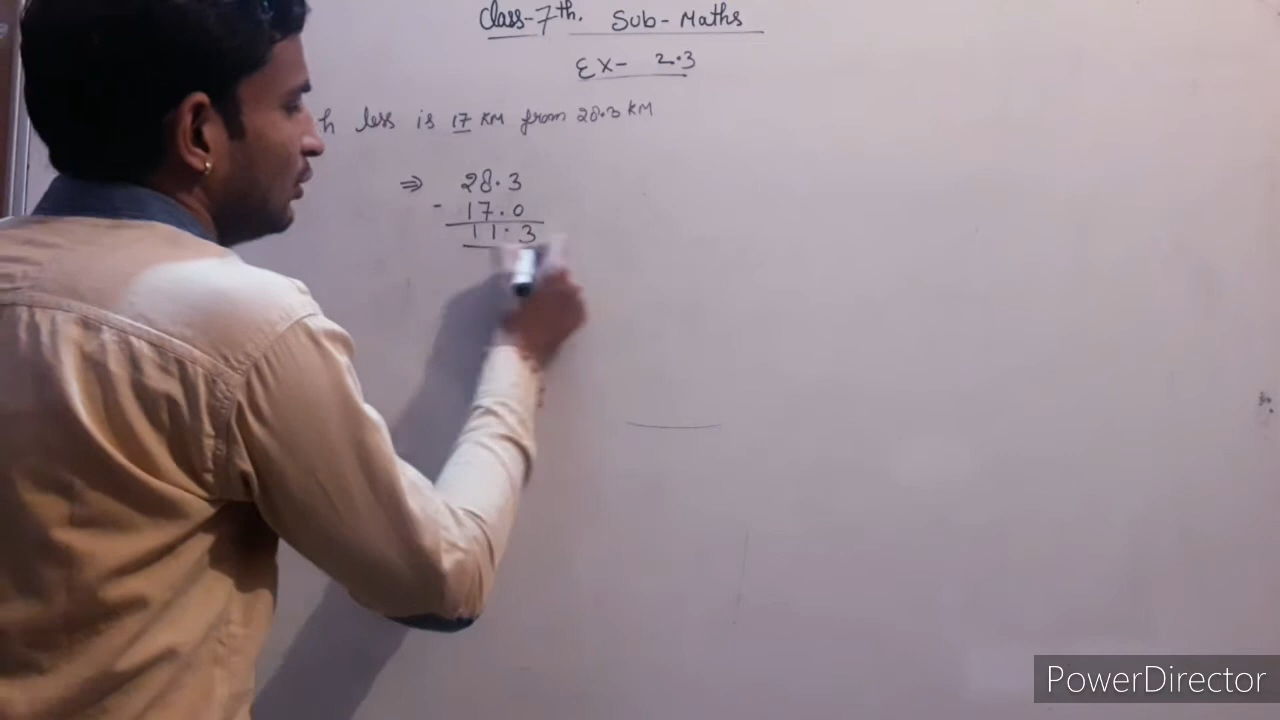 Class-7th. Sub-Maths
Ex- 2.3
h less is 17 KM from 28.3 KM
⇒ 28.3
- 17.0
11.3
PowerDirector